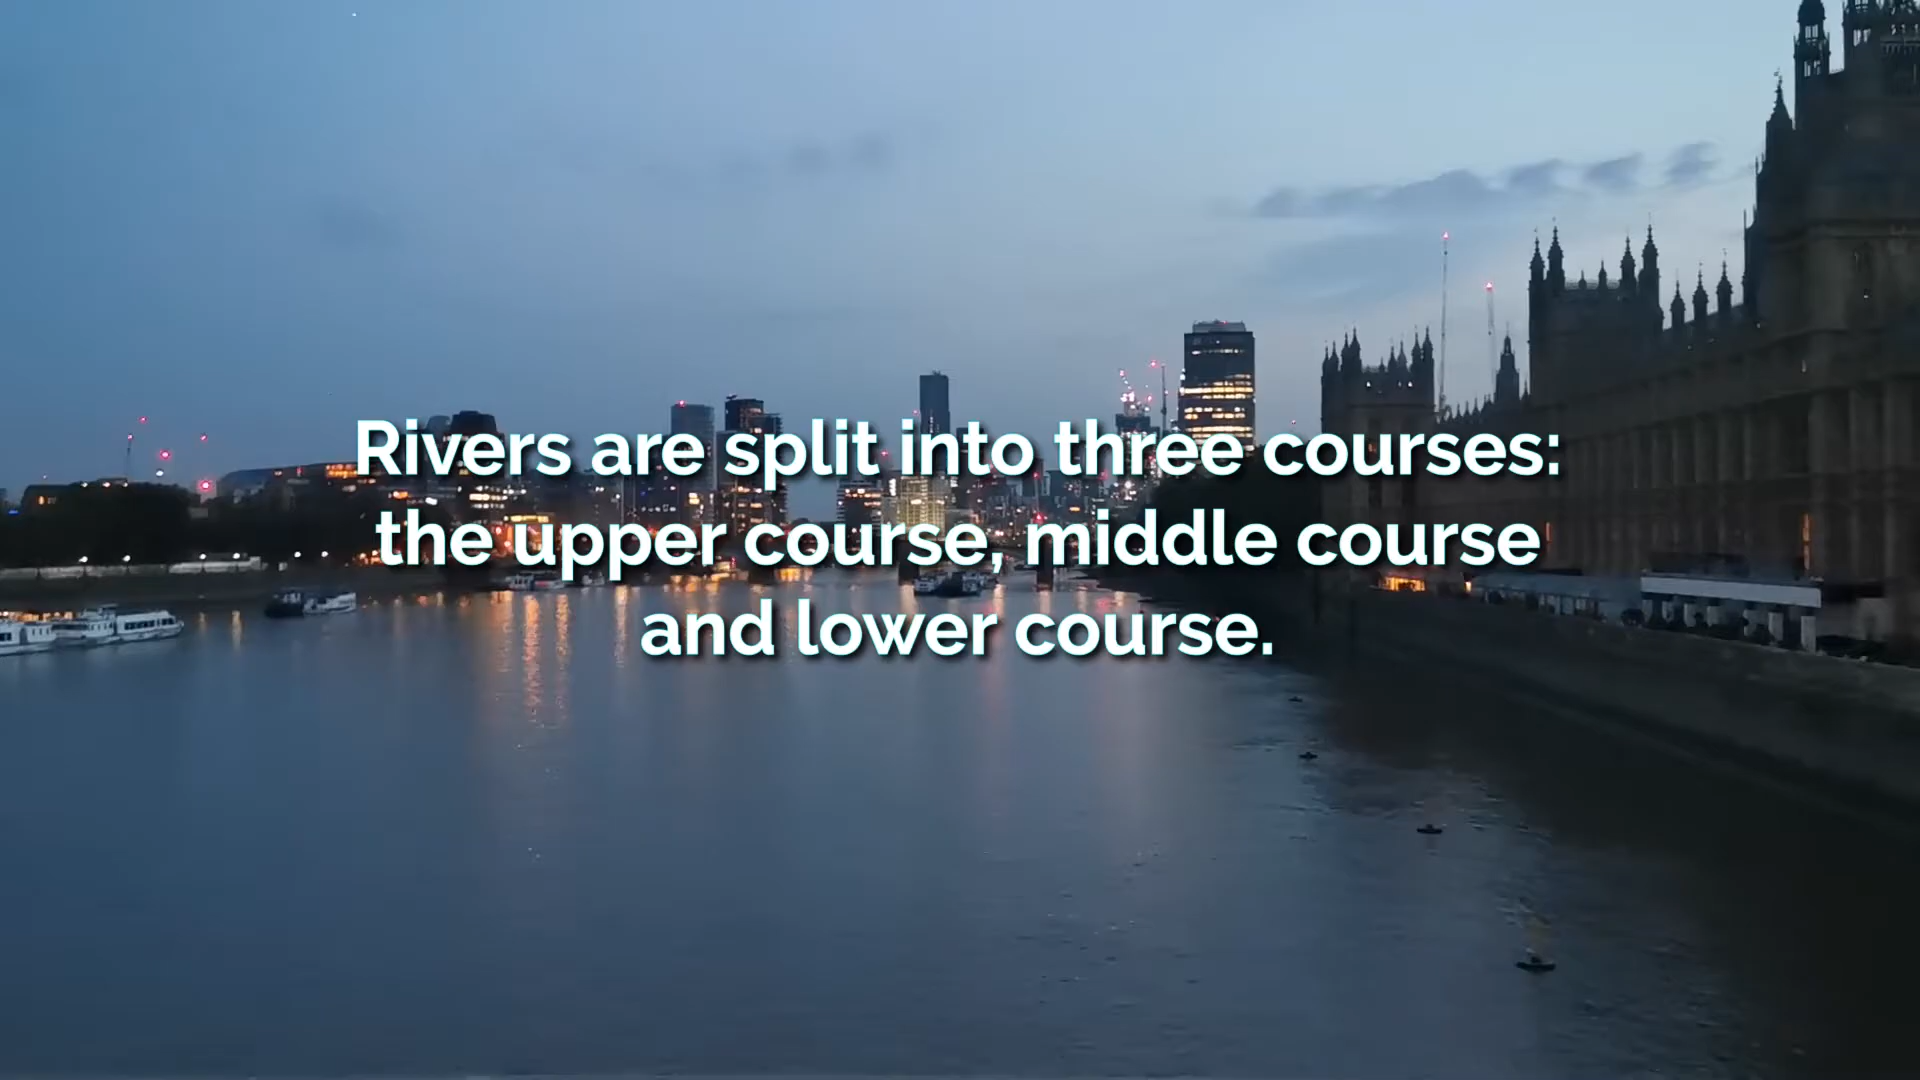 Rivers are split into three courses:
the upper course, middle course
and lower course.